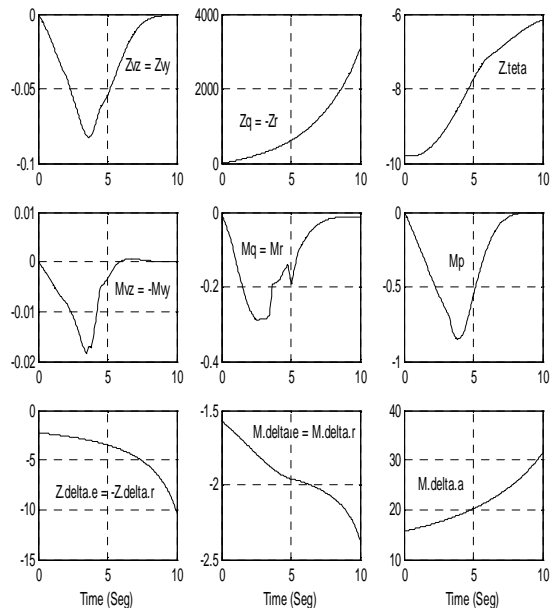 0
-0.05
-0.1
Zvz = Zvy
0 5 10
4000
2000
0
Zq = -Zr
0 5 10
-6
-8
-10
Z.teta
0 5 10
0.01
0
-0.01
-0.02
Mvz = -Mvy
0 5 10
0
-0.2
-0.4
Mq = Mr
0 5 10
0
-0.5
-1
Mp
0 5 10
0
-5
-10
-15
Z.delta.e = -Z.delta.r
0 5 10
Time (Seg)
-1.5
-2
-2.5
M.delta.e = M.delta.r
0 5 10
Time (Seg)
40
30
20
10
M.delta.a
0 5 10
Time (Seg)